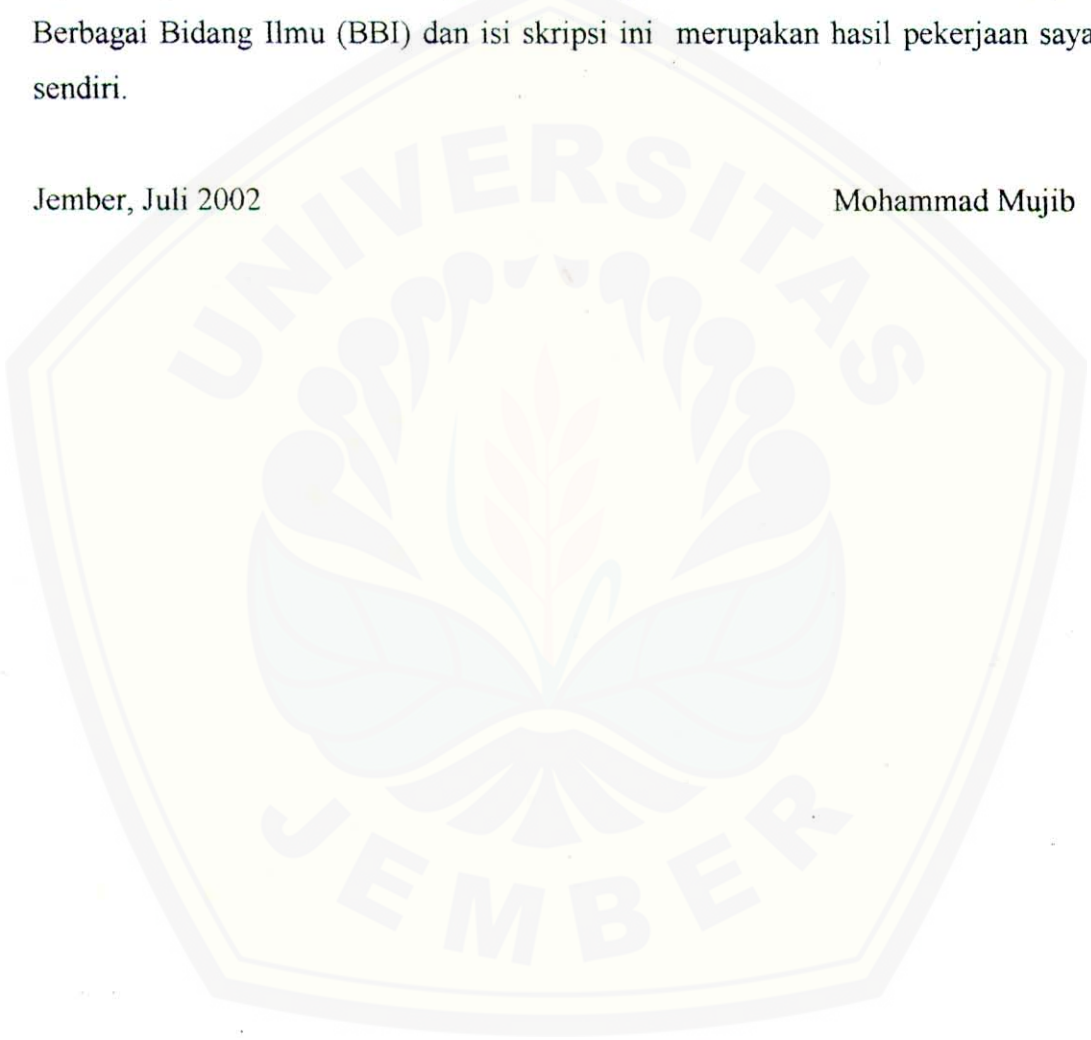 Berbagai Bidang Ilmu (BBI) dan isi skripsi ini merupakan hasil pekerjaan saya
sendiri.
Jember, Juli 2002 Mohammad Mujib
UNIVERSITAS
JEMBER